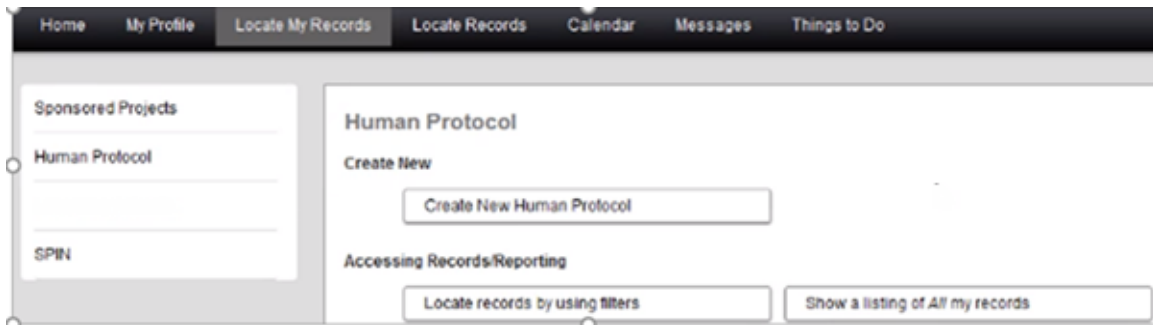 Home My Profile Locate My Records Locate Records Calendar Messages Things to Do
Sponsored Projects
Human Protocol
SPIN
Human Protocol
Create New
Create New Human Protocol
Accessing Records/Reporting
Locate records by using filters Show a listing of All my records